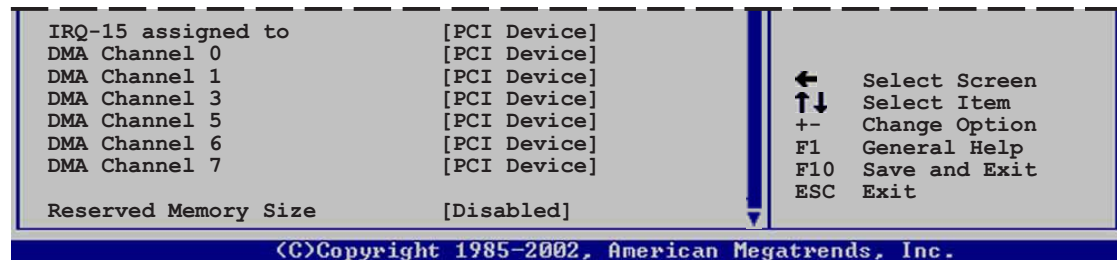 IRQ-15 assigned to [PCI Device]
DMA Channel 0 [PCI Device]
DMA Channel 1 [PCI Device]
DMA Channel 3 [PCI Device]
DMA Channel 5 [PCI Device]
DMA Channel 6 [PCI Device]
DMA Channel 7 [PCI Device]
Reserved Memory Size [Disabled]
← Select Screen
↑↓ Select Item
+- Change Option
F1 General Help
F10 Save and Exit
ESC Exit
(C)Copyright 1985-2002, American Megatrends, Inc.